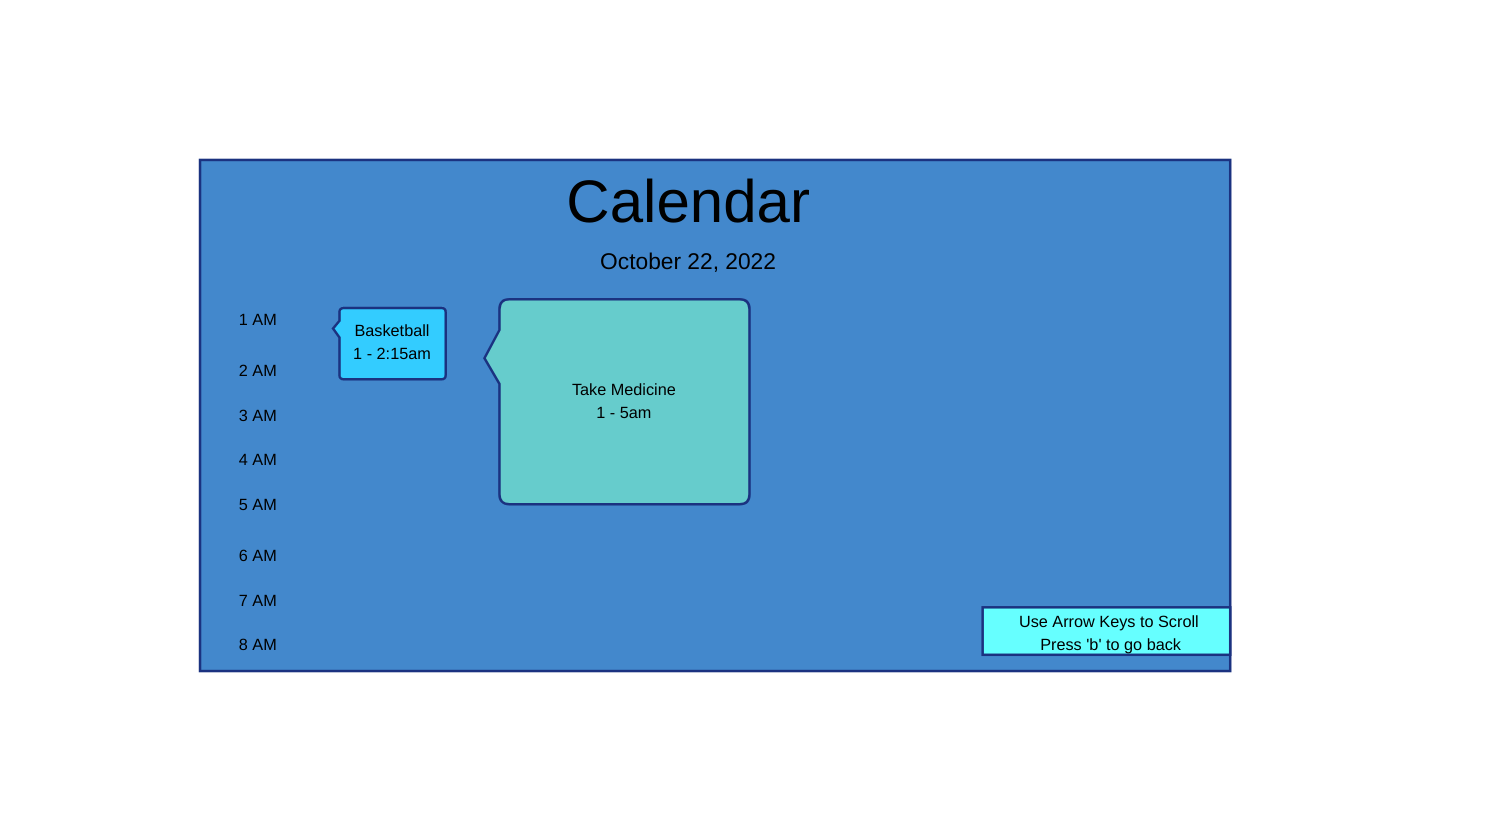 Calendar
October 22, 2022
1 AM
Basketball
1 - 2:15am
2 AM
Take Medicine
1 - 5am
3 AM
4 AM
5 AM
6 AM
7 AM
8 AM
Use Arrow Keys to Scroll
Press 'b' to go back